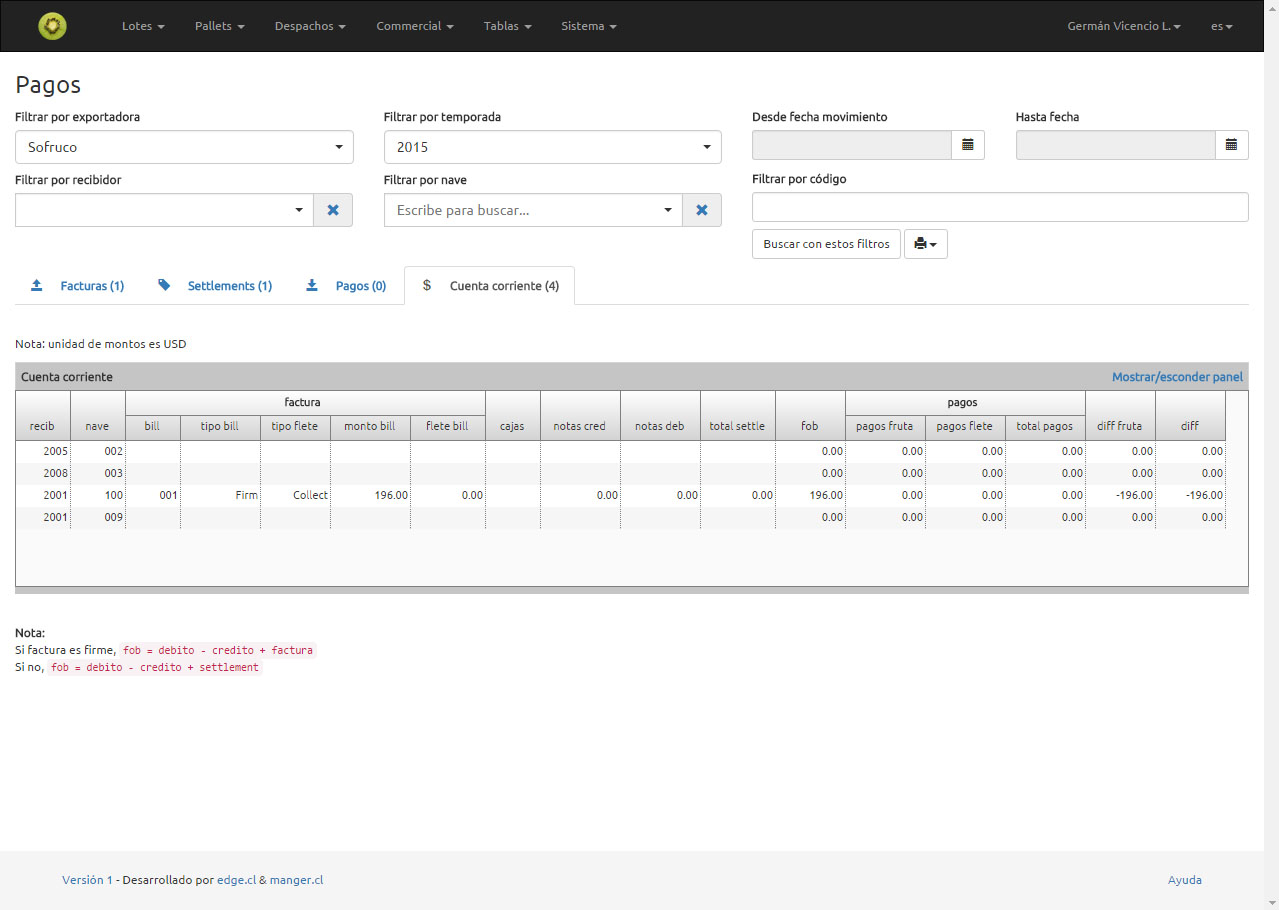 Lotes Pallets Despachos Commercial Tablas Sistema Germán Vicencio L. es
Pagos
Filtrar por exportadora Filtrar por temporada Desde fecha movimiento Hasta fecha
Sofruco 2015
Filtrar por recibidor Filtrar por nave Filtrar por código
Escribe para buscar...
Buscar con estos filtros
Facturas (1) Settlements (1) Pagos (0) $ Cuenta corriente (4)
Nota: unidad de montos es USD
Cuenta corriente Mostrar/esconder panel
factura pagos
recib nave bill tipo bill tipo flete monto bill flete bill cajas notas cred notas deb total settle fob pagos fruta pagos flete total pagos diff fruta diff
2005 002 0.00 0.00 0.00 0.00 0.00 0.00
2008 003 0.00 0.00 0.00 0.00 0.00 0.00
2001 100 001 Firm Collect 196.00 0.00 0.00 0.00 0.00 196.00 0.00 0.00 0.00 -196.00 -196.00
2001 009 0.00 0.00 0.00 0.00 0.00 0.00
Nota:
Si factura es firme, fob = debito - credito + factura
Si no, fob = debito - credito + settlement
Versión 1 - Desarrollado por edge.cl & manger.cl Ayuda